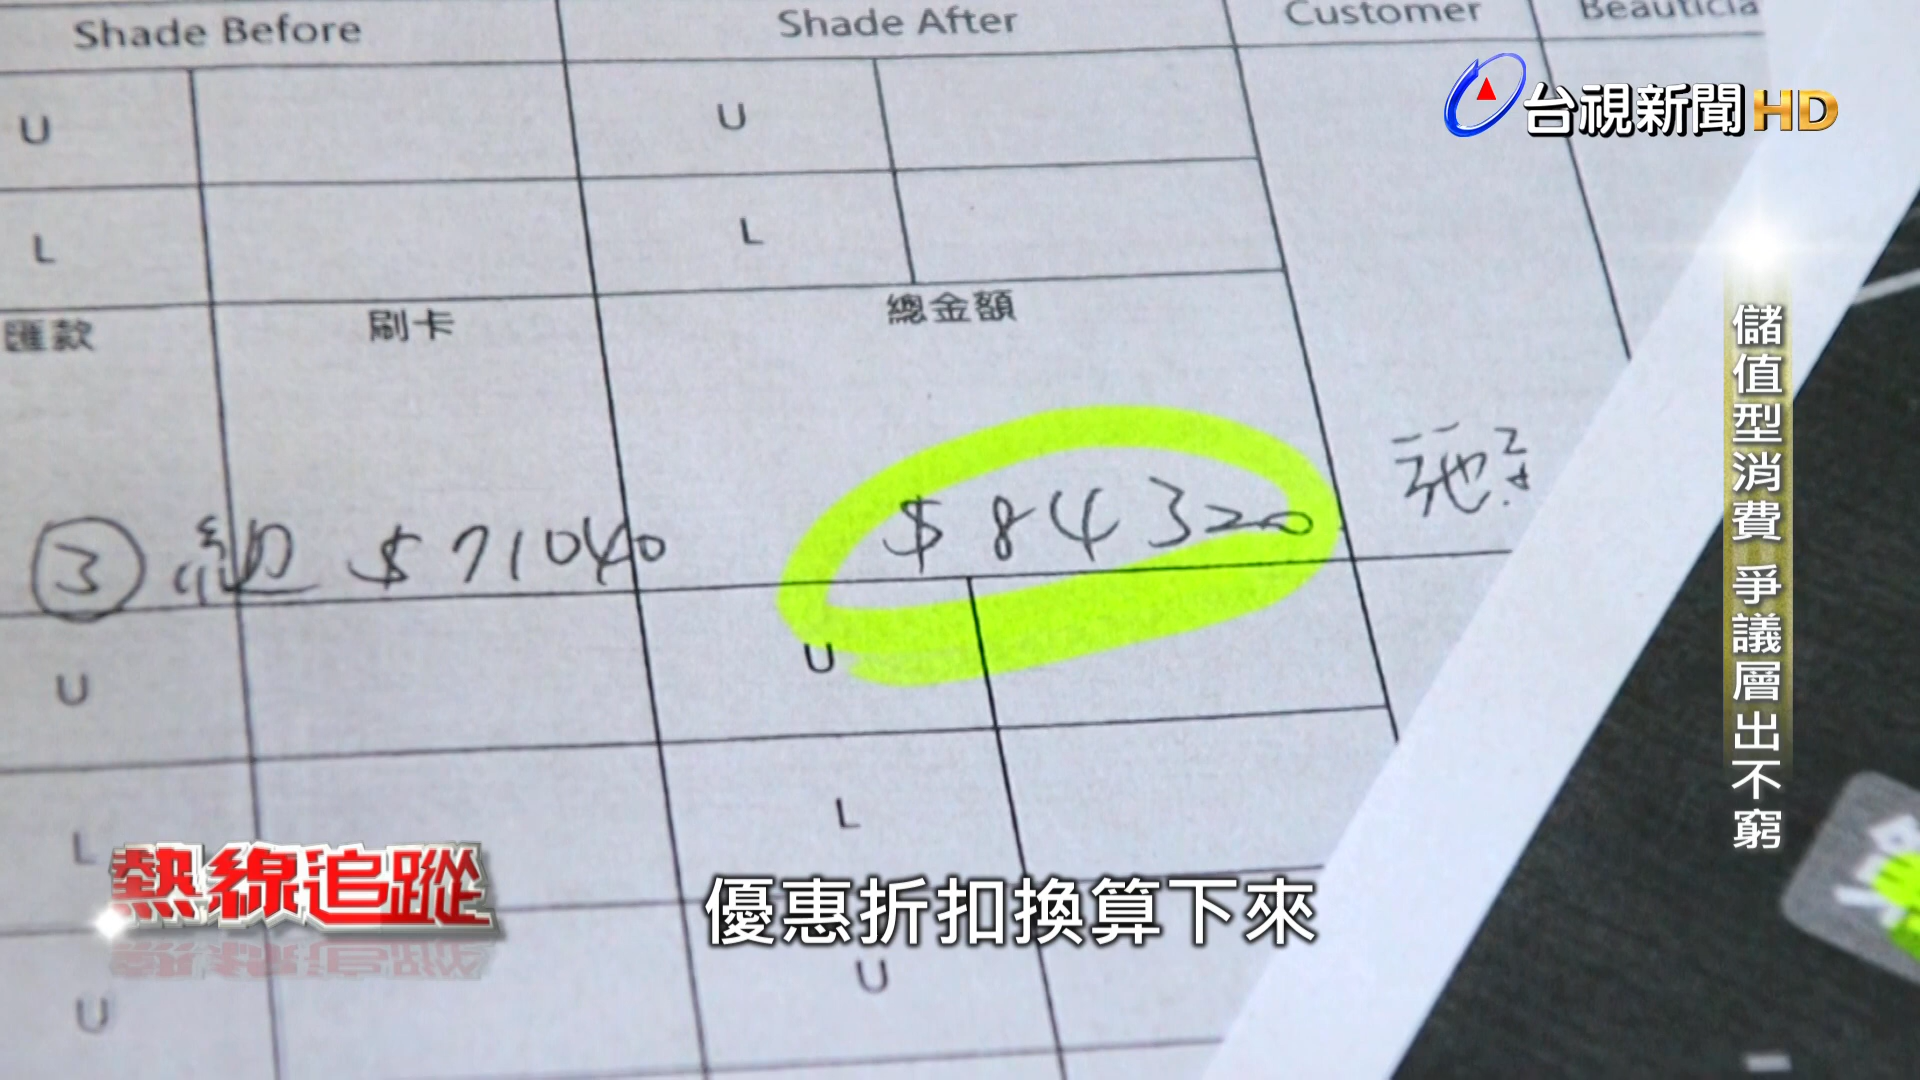 Shade Before
Shade After
Customer
Beauticia
台視新聞 HD
U
U
L
L
匯款
刷卡
總金額
③
$71040
$84320
U
U
L
L
U
U
儲值型消費 爭議層出不窮
熱線追蹤
優惠折扣換算下來